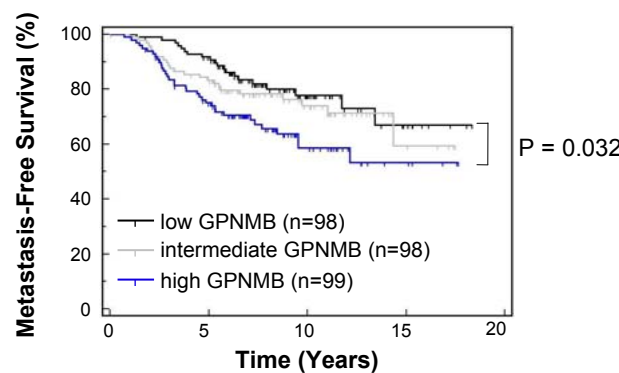 Metastasis-Free Survival (%)
100
80
60
40
20
0
P = 0.032
low GPNMB (n=98)
intermediate GPNMB (n=98)
high GPNMB (n=99)
0 5 10 15 20
Time (Years)